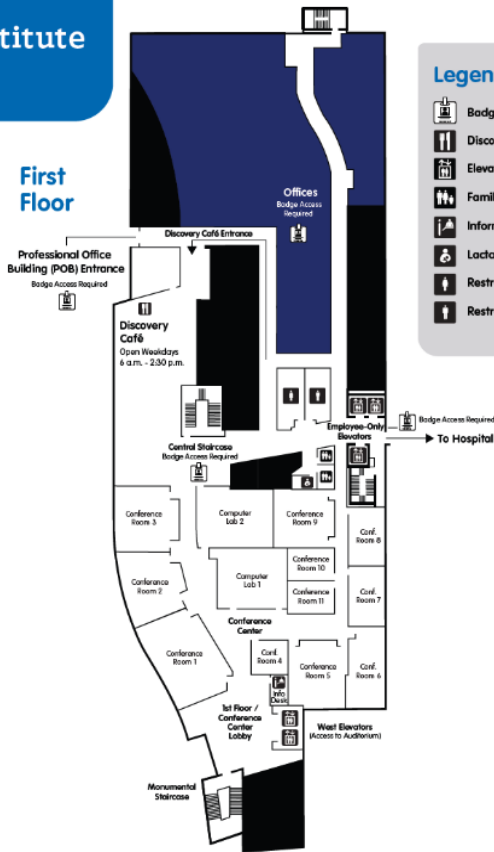 titute
First
Floor
Legen
Badg
Disco
Eleva
Famil
Inform
Lacta
Restr
Restr
Offices
Badge Access
Required
Discovery Café Entrance
Professional Office
Building (POB) Entrance
Badge Access Required
Discovery
Café
Open Weekdays
6 a.m. - 2:30 p.m.
Badge Access Required
Employee-Only
Elevators
To Hospital
Central Staircase
Badge Access Required
Conference
Room 3
Computer
Lab 2
Conference
Room 9
Conf.
Room 8
Conference
Room 10
Conference
Room 2
Computer
Lab 1
Conference
Room 11
Conf.
Room 7
Conference
Center
Conference
Room 1
Conf.
Room 4
Conference
Room 5
Conf.
Room 6
Info
Desk
1st Floor /
Conference
Center
Lobby
West Elevators
(Access to Auditorium)
Monumental
Staircase